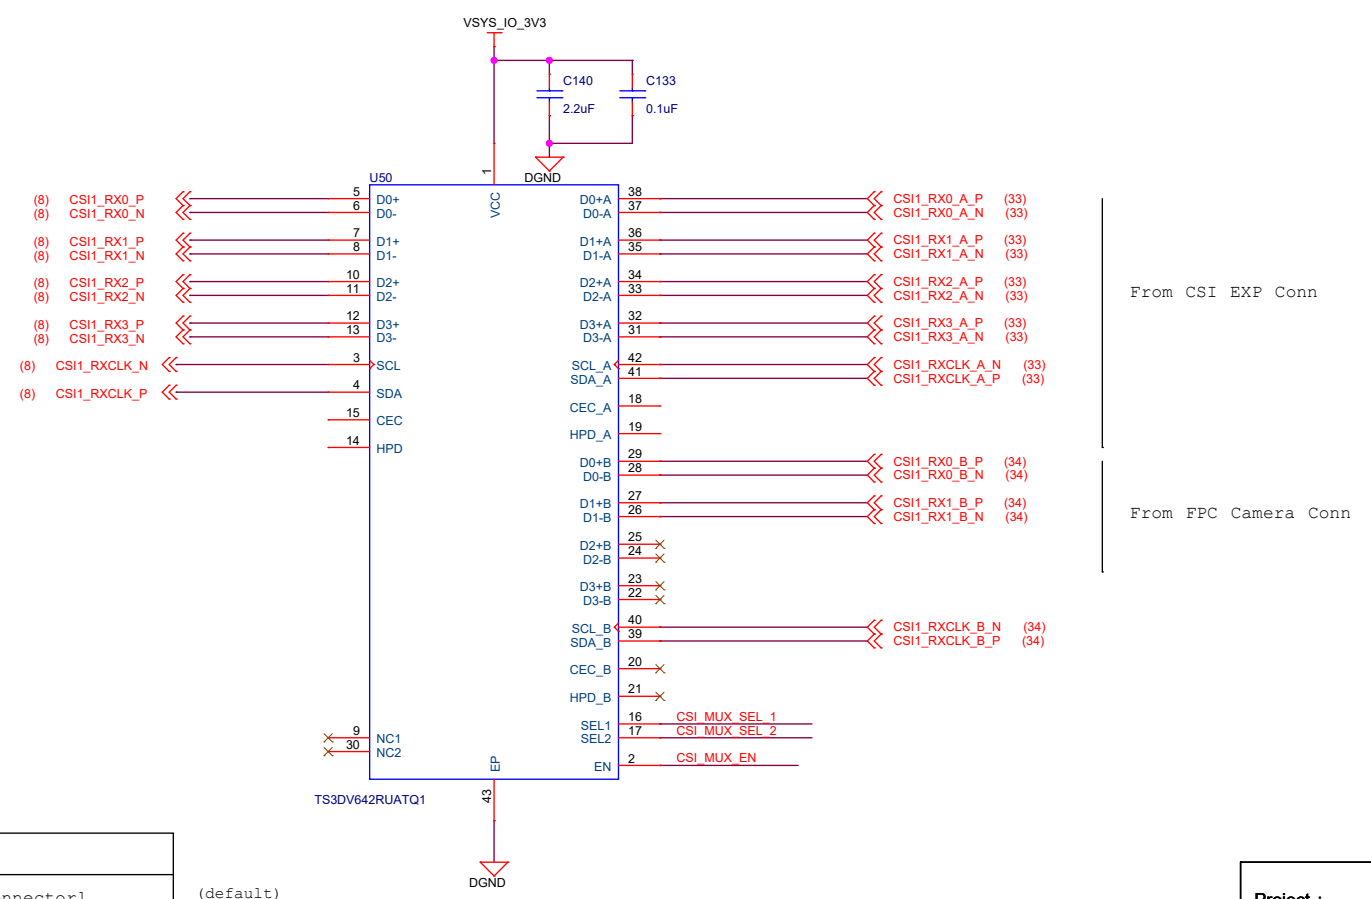 VSYS_IO_3V3
C140 C133
2.2uF 0.1uF
1
U50 DGND
VCC
(8) CSI1_RX0_P 5 D0+ D0+A 38 CSI1_RX0_A_P (33)
(8) CSI1_RX0_N 6 D0- D0-A 37 CSI1_RX0_A_N (33)
(8) CSI1_RX1_P 7 D1+ D1+A 36 CSI1_RX1_A_P (33)
(8) CSI1_RX1_N 8 D1- D1-A 35 CSI1_RX1_A_N (33)
(8) CSI1_RX2_P 10 D2+ D2+A 34 CSI1_RX2_A_P (33)
(8) CSI1_RX2_N 11 D2- D2-A 33 CSI1_RX2_A_N (33)
From CSI EXP Conn
(8) CSI1_RX3_P 12 D3+ D3+A 32 CSI1_RX3_A_P (33)
(8) CSI1_RX3_N 13 D3- D3-A 31 CSI1_RX3_A_N (33)
(8) CSI1_RXCLK_N 3 SCL SCL_A 42 CSI1_RXCLK_A_N (33)
SDA_A 41 CSI1_RXCLK_A_P (33)
(8) CSI1_RXCLK_P 4 SDA
CEC_A 18
15 CEC
HPD_A 19
14 HPD
D0+B 29 CSI1_RX0_B_P (34)
D0-B 28 CSI1_RX0_B_N (34)
D1+B 27 CSI1_RX1_B_P (34)
D1-B 26 CSI1_RX1_B_N (34)
From FPC Camera Conn
D2+B 25
D2-B 24
D3+B 23
D3-B 22
SCL_B 40 CSI1_RXCLK_B_N (34)
SDA_B 39 CSI1_RXCLK_B_P (34)
CEC_B 20
HPD_B 21
SEL1 16 CSI_MUX_SEL_1
9 NC1 SEL2 17 CSI_MUX_SEL_2
30 NC2
EP EN 2 CSI_MUX_EN
TS3DV642RUATQ1 43
DGND
(default)